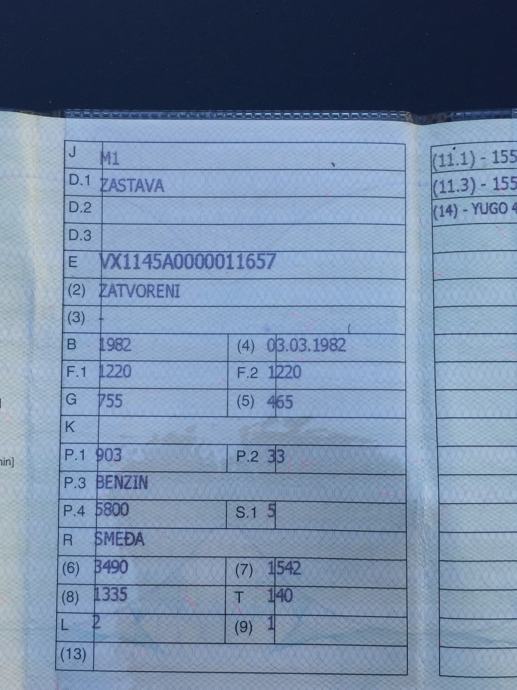 J M1
D.1 ZASTAVA
D.2
D.3
E VX1145A0000011657
(2) ZATVORENI
(3) -
B 1982 (4) 03.03.1982
F.1 1220 F.2 1220
G 755 (5) 465
K
P.1 903 P.2 33
P.3 BENZIN
P.4 5800 S.1 5
R SMEĐA
(6) 3490 (7) 1542
(8) 1335 T 140
L 2 (9) 1
(13)
(11.1) - 155
(11.3) - 155
(14) - YUGO 4
min]